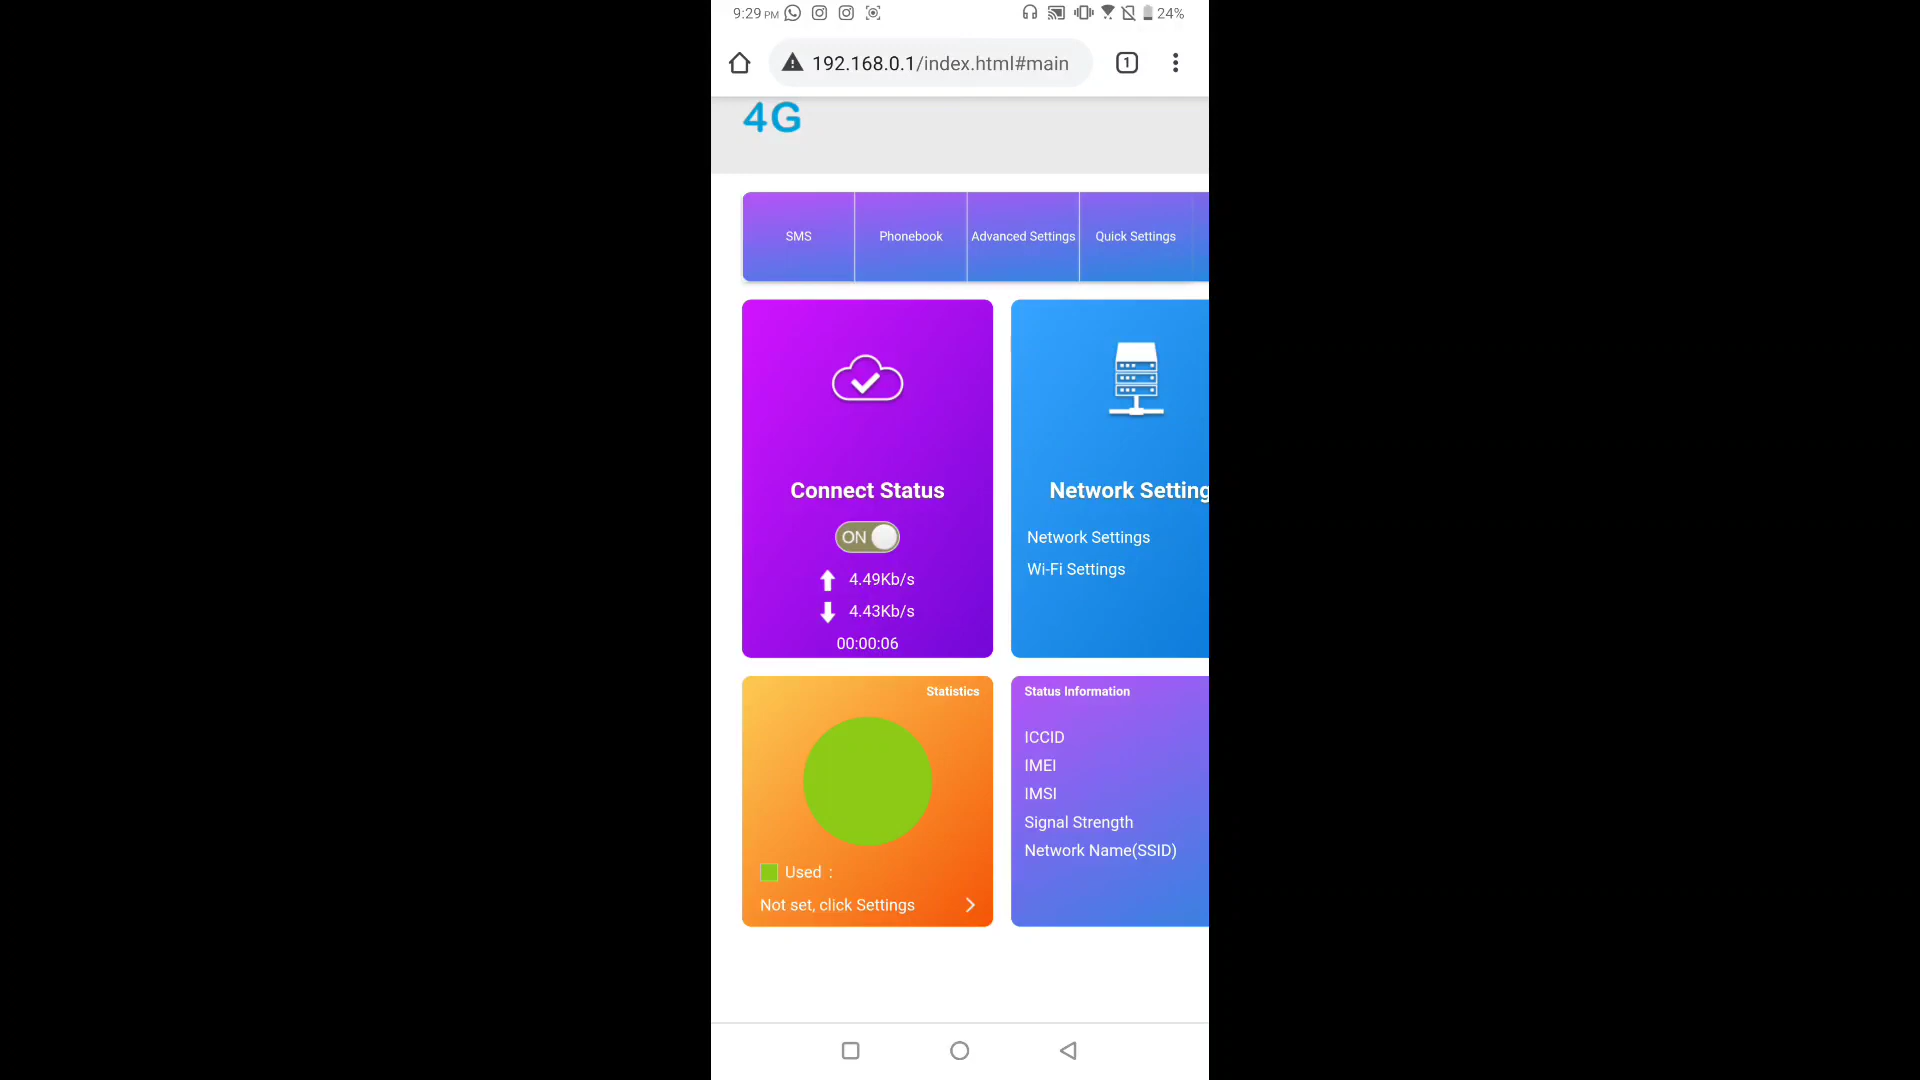 9:29 PM 24%
192.168.0.1/index.html#main 1
4G
SMS Phonebook Advanced Settings Quick Settings
Connect Status
ON
4.49Kb/s
4.43Kb/s
00:00:06
Network Setting
Network Settings
Wi-Fi Settings
Statistics
Used :
Not set, click Settings
Status Information
ICCID
IMEI
IMSI
Signal Strength
Network Name(SSID)